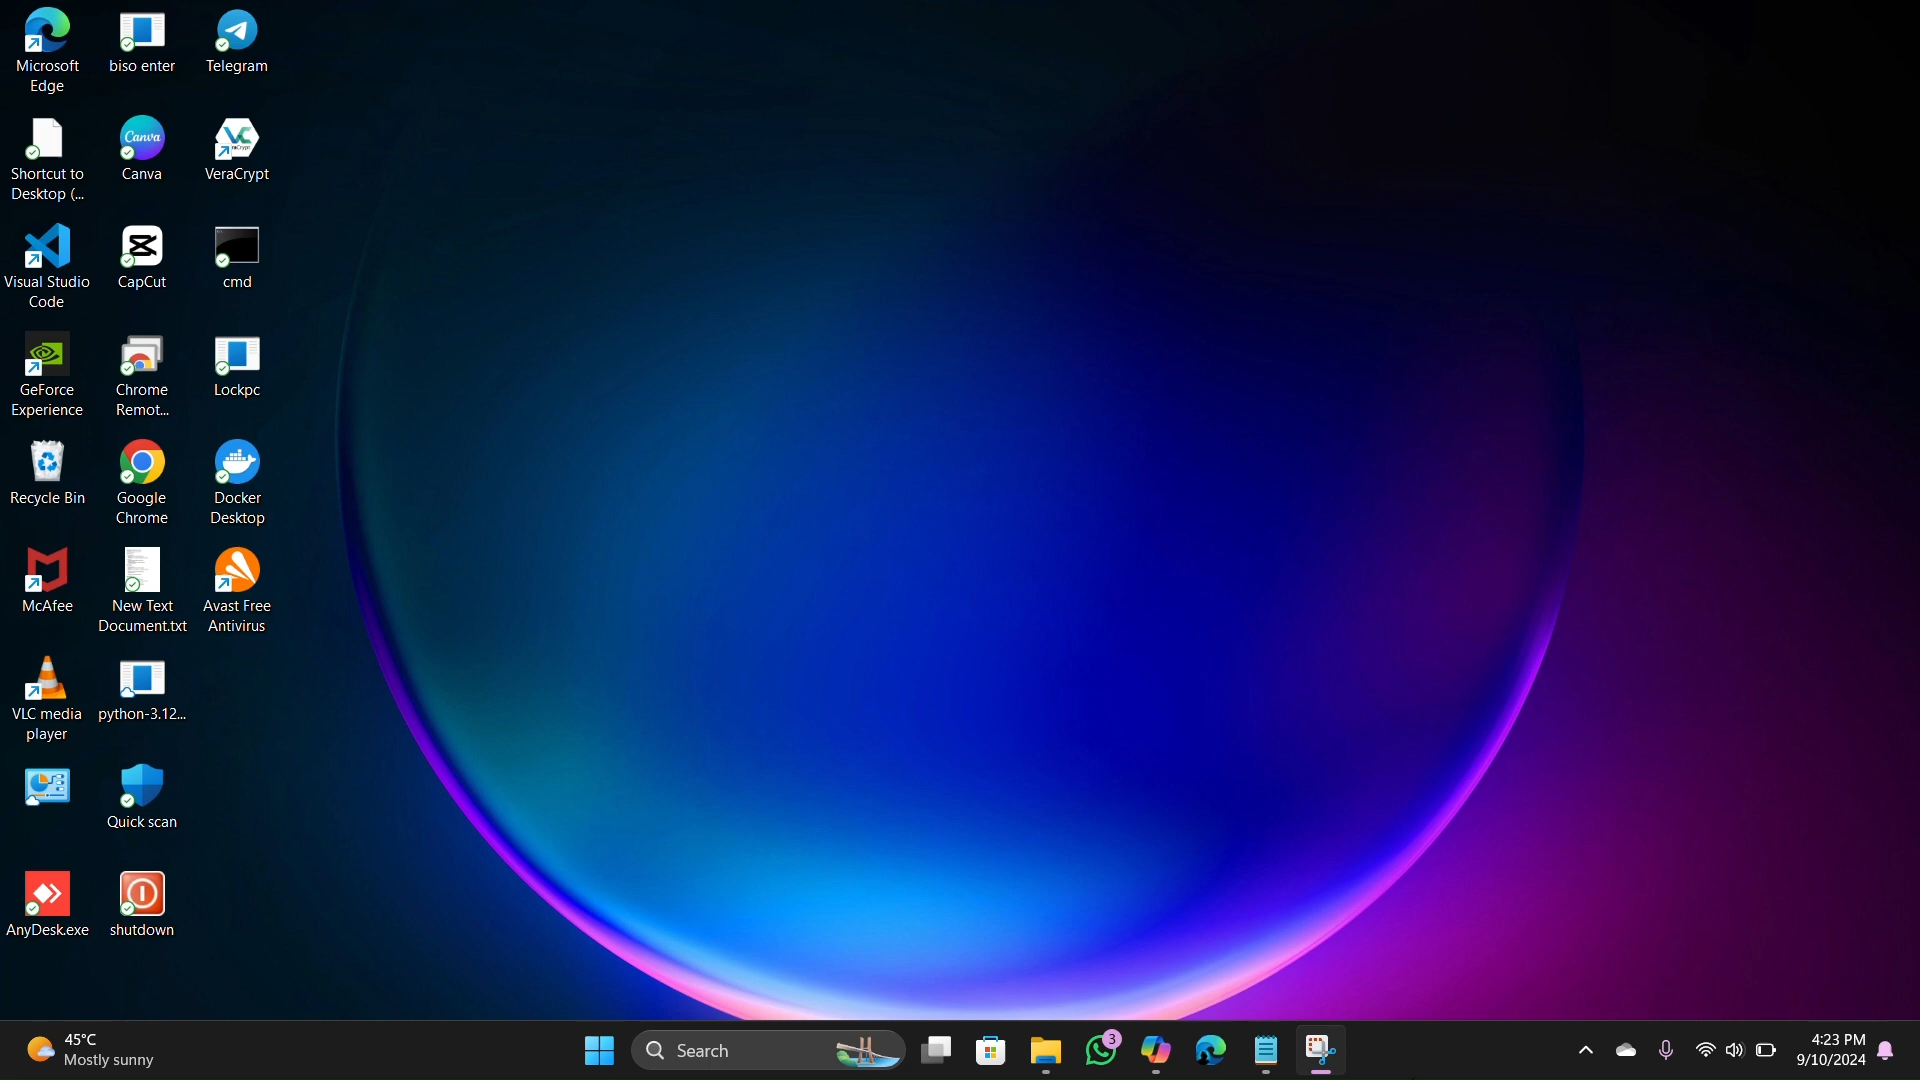 Microsoft
Edge
biso enter
Telegram
Shortcut to
Desktop (...
Canva
Canva
VC
VeraCrypt
Visual Studio
Code
CapCut
cmd
GeForce
Experience
Chrome
Remot...
Lockpc
Recycle Bin
Google
Chrome
Docker
Desktop
McAfee
New Text
Document.txt
Avast Free
Antivirus
VLC media
player
python-3.12...
Quick scan
AnyDesk.exe
shutdown
45°C
Mostly sunny
Search
3
4:23 PM
9/10/2024